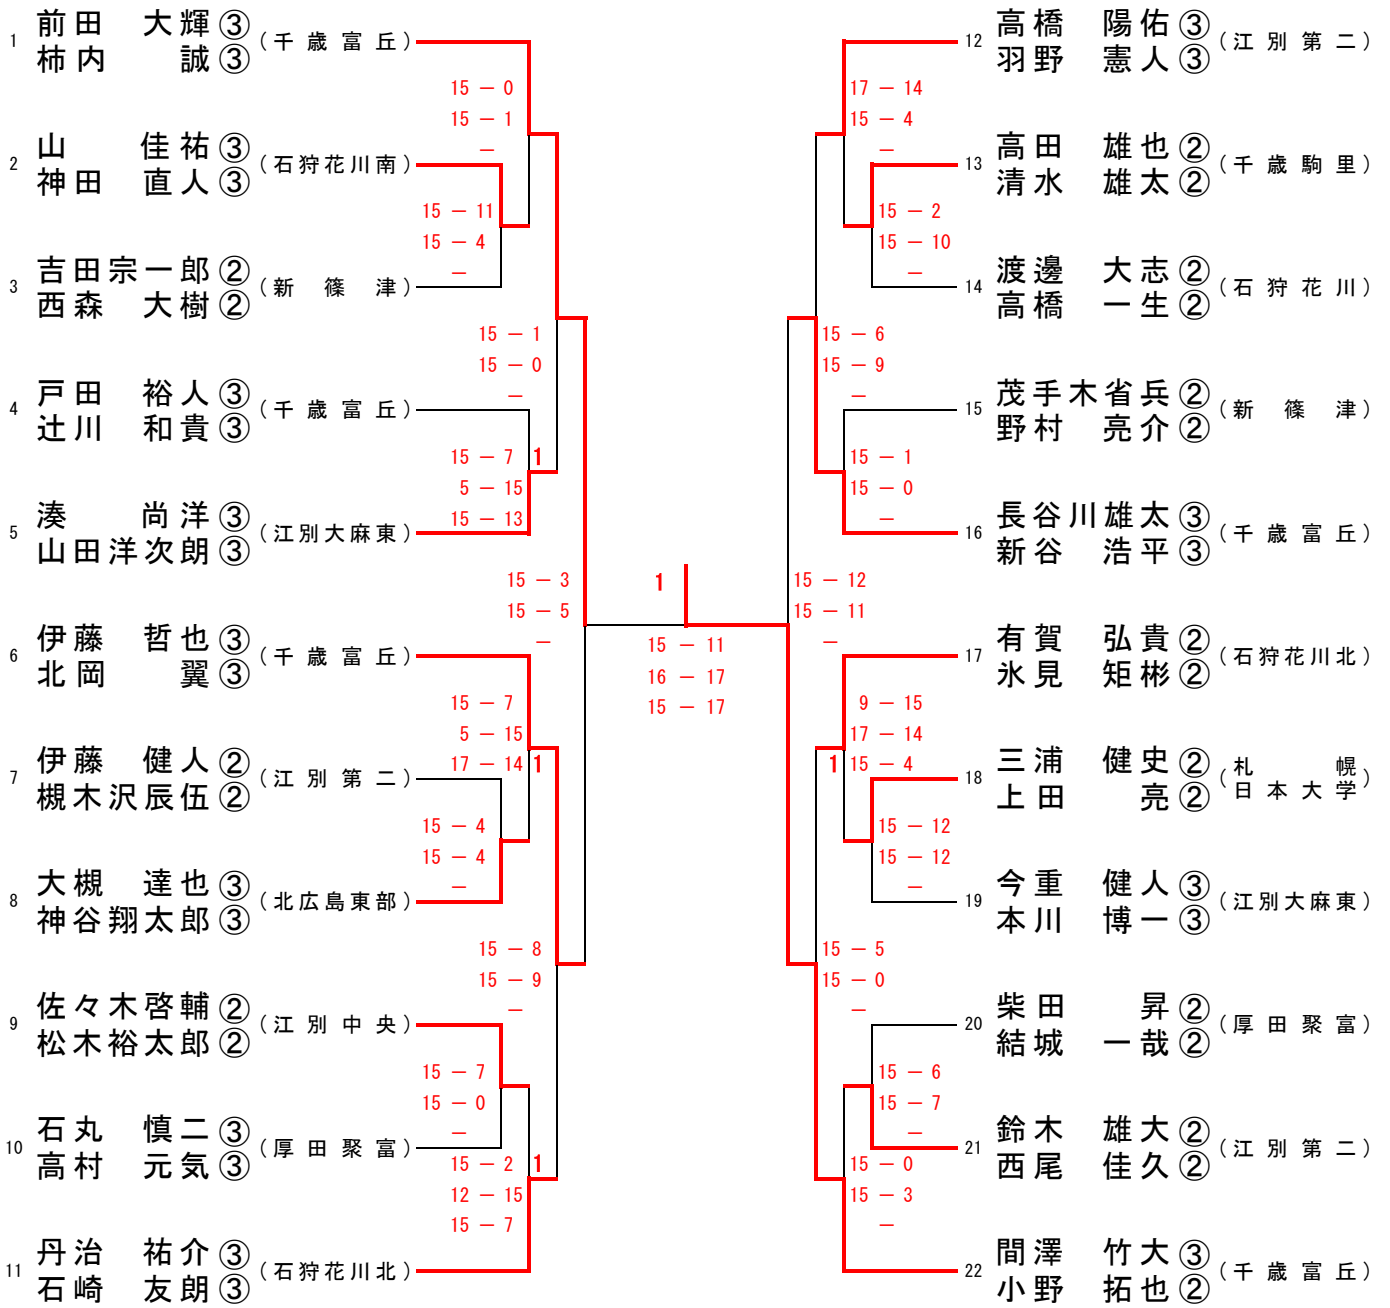 1 前田 大輝③ (千歳富丘)
柿内 誠③
15 － 0
15 － 1
－
2 山 佳祐③ (石狩花川南)
神田 直人③
15 － 11
15 － 4
－
3 吉田宗一郎② (新篠津)
西森 大樹②
15 － 1
15 － 0
－
4 戸田 裕人③ (千歳富丘)
辻川 和貴③
15 － 7 1
5 － 15
15 － 13
5 湊 尚洋③ (江別大麻東)
山田洋次朗③
15 － 3
15 － 5
－
6 伊藤 哲也③ (千歳富丘)
北岡 翼③
15 － 7
5 － 15
17 － 14 1
7 伊藤 健人② (江別第二)
槻木沢辰伍②
15 － 4
15 － 4
－
8 大槻 達也③ (北広島東部)
神谷翔太郎③
15 － 8
15 － 9
－
9 佐々木啓輔② (江別中央)
松木裕太郎②
15 － 7
15 － 0
－
10 石丸 慎二③ (厚田聚富)
高村 元気③
15 － 2 1
12 － 15
15 － 7
11 丹治 祐介③ (石狩花川北)
石崎 友朗③
1
15 － 11
16 － 17
15 － 17
12 高橋 陽佑③ (江別第二)
羽野 憲人③
17 － 14
15 － 4
－
13 高田 雄也② (千歳駒里)
清水 雄太②
15 － 2
15 － 10
－
14 渡邊 大志② (石狩花川)
高橋 一生②
15 － 6
15 － 9
－
15 茂手木省兵② (新篠津)
野村 亮介②
15 － 1
15 － 0
－
16 長谷川雄太③ (千歳富丘)
新谷 浩平③
15 － 12
15 － 11
－
17 有賀 弘貴② (石狩花川北)
氷見 矩彬②
9 － 15
17 － 14
1 15 － 4
18 三浦 健史② (札幌
上田 亮② 日本大学)
15 － 12
15 － 12
－
19 今重 健人③ (江別大麻東)
本川 博一③
15 － 5
15 － 0
－
20 柴田 昇② (厚田聚富)
結城 一哉②
15 － 6
15 － 7
－
21 鈴木 雄大② (江別第二)
西尾 佳久②
15 － 0
15 － 3
－
22 間澤 竹大③ (千歳富丘)
小野 拓也②